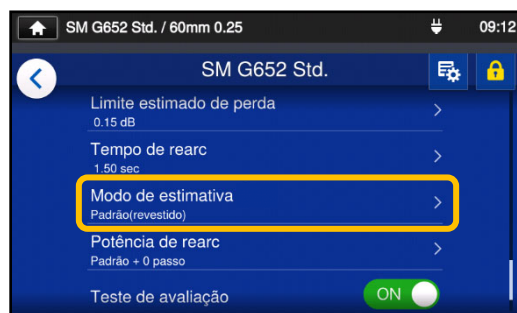 SM G652 Std. / 60mm 0.25 09:12
SM G652 Std.
Limite estimado de perda
0.15 dB
Tempo de rearc
1.50 sec
Modo de estimativa
Padrão(revestido)
Potência de rearc
Padrão + 0 passo
Teste de avaliação ON